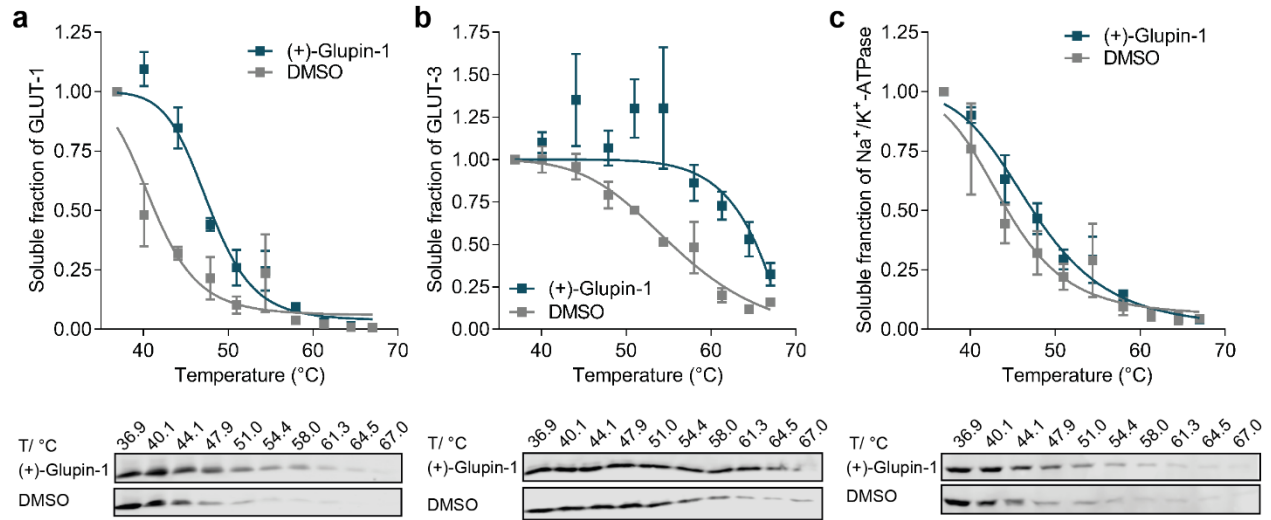 a
1.25
1.00
0.75
0.50
0.25
0.00
Soluble fraction of GLUT-1
(+)-Glupin-1
DMSO
40 50 60 70
Temperature (°C)
b
1.75
1.50
1.25
1.00
0.75
0.50
0.25
0.00
Soluble fraction of GLUT-3
(+)-Glupin-1
DMSO
40 50 60 70
Temperature (°C)
c
1.25
1.00
0.75
0.50
0.25
0.00
Soluble franction of Na⁺/K⁺-ATPase
(+)-Glupin-1
DMSO
40 50 60 70
Temperature (°C)
T/ °C 36.9 40.1 44.1 47.9 51.0 54.4 58.0 61.3 64.5 67.0
(+)-Glupin-1
DMSO
T/ °C 36.9 40.1 44.1 47.9 51.0 54.4 58.0 61.3 64.5 67.0
(+)-Glupin-1
DMSO
T/ °C 36.9 40.1 44.1 47.9 51.0 54.4 58.0 61.3 64.5 67.0
(+)-Glupin-1
DMSO